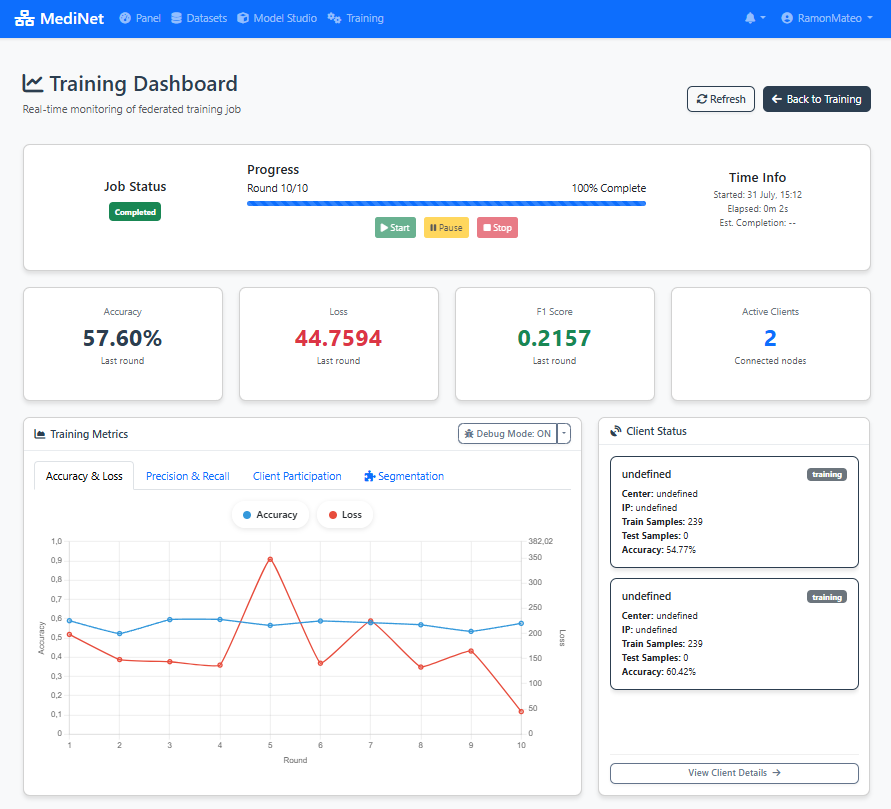 MediNet Panel Datasets Model Studio Training RamonMateo
Training Dashboard
Real-time monitoring of federated training job
Refresh
Back to Training
Job Status
Completed
Progress
Round 10/10 100% Complete
Start Pause Stop
Time Info
Started: 31 July, 15:12
Elapsed: 0m 2s
Est. Completion: --
Accuracy
57.60%
Last round
Loss
44.7594
Last round
F1 Score
0.2157
Last round
Active Clients
2
Connected nodes
Training Metrics
Debug Mode: ON
Accuracy & Loss Precision & Recall Client Participation Segmentation
Accuracy Loss
1,0
0,9
0,8
0,7
0,6
0,5
0,4
0,3
0,2
0,1
0
Accuracy
382,02
350
300
250
200
150
100
50
0
Loss
1 2 3 4 5 6 7 8 9 10
Round
Client Status
undefined training
Center: undefined
IP: undefined
Train Samples: 239
Test Samples: 0
Accuracy: 54.77%
undefined training
Center: undefined
IP: undefined
Train Samples: 239
Test Samples: 0
Accuracy: 60.42%
View Client Details